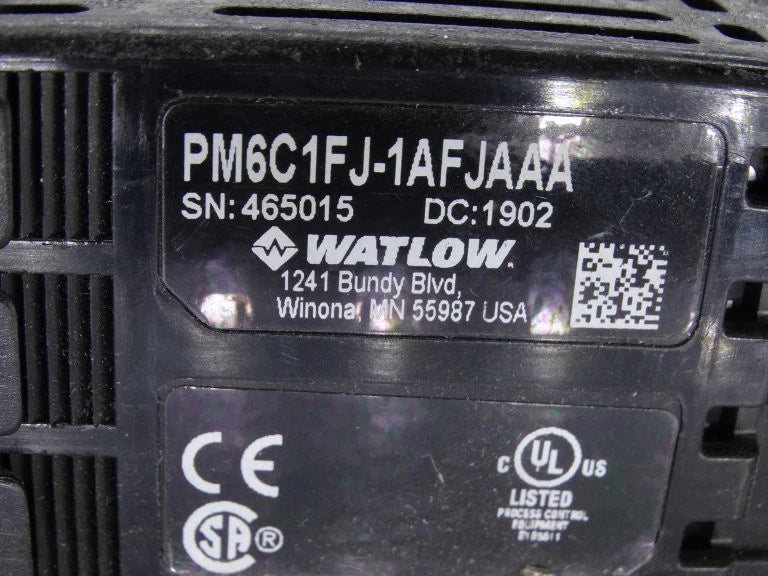 PM6C1FJ-1AFJAAA
SN: 465015 DC:1902
WATLOW.
1241 Bundy Blvd,
Winona, MN 55987 USA
CE
C UL US
LISTED
PROCESS CONTROL
EQUIPMENT
SA®